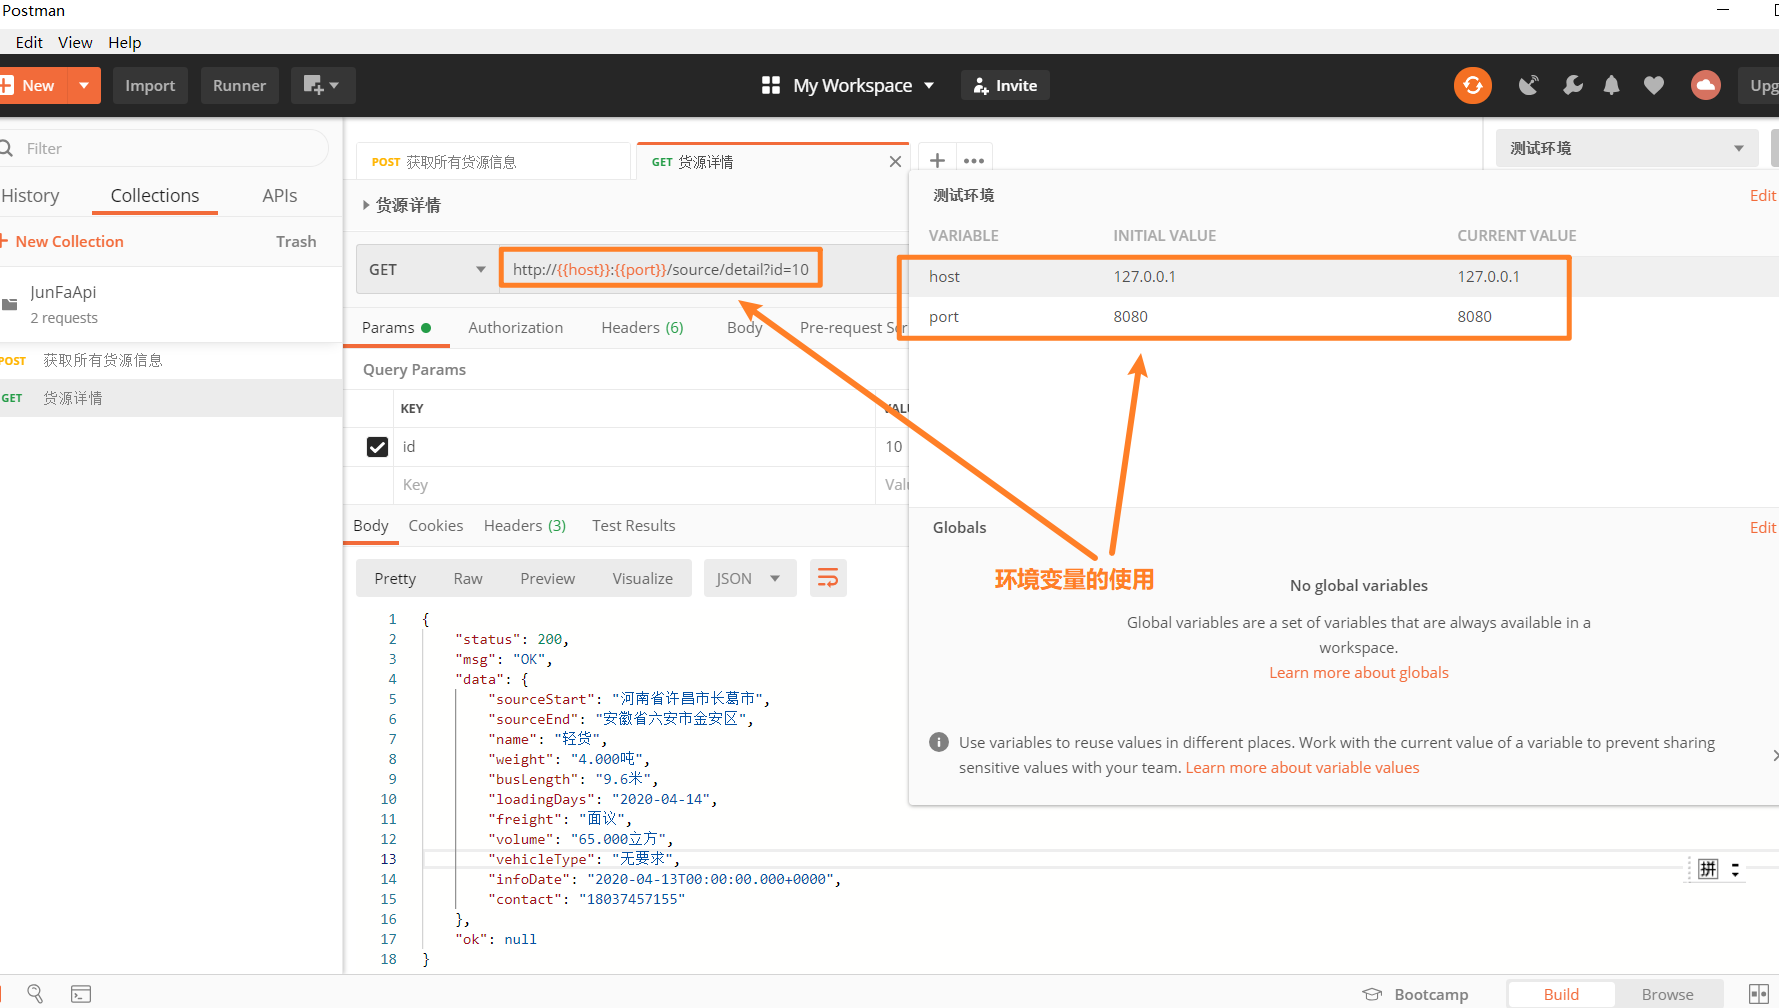 Postman
Edit View Help
New Import Runner My Workspace Invite Upg
Filter
History Collections APIs
New Collection Trash
JunFaApi
2 requests
POST 获取所有货源信息
GET 货源详情
POST 获取所有货源信息 GET 货源详情
测试环境
货源详情
GET http://{{host}}:{{port}}/source/detail?id=10
Params Authorization Headers (6) Body Pre-request Scr
Query Params
KEY VALU
id 10
Key Valu
测试环境 Edit
VARIABLE INITIAL VALUE CURRENT VALUE
host 127.0.0.1 127.0.0.1
port 8080 8080
Globals Edit
环境变量的使用
No global variables
Global variables are a set of variables that are always available in a
workspace.
Learn more about globals
Use variables to reuse values in different places. Work with the current value of a variable to prevent sharing
sensitive values with your team. Learn more about variable values
Body Cookies Headers (3) Test Results
Pretty Raw Preview Visualize JSON
1 {
2 "status": 200,
3 "msg": "OK",
4 "data": {
5 "sourceStart": "河南省许昌市长葛市",
6 "sourceEnd": "安徽省六安市金安区",
7 "name": "轻货",
8 "weight": "4.000吨",
9 "busLength": "9.6米",
10 "loadingDays": "2020-04-14",
11 "freight": "面议",
12 "volume": "65.000立方",
13 "vehicleType": "无要求",
14 "infoDate": "2020-04-13T00:00:00.000+0000",
15 "contact": "18037457155"
16 },
17 "ok": null
18 }
拼
Bootcamp Build Browse